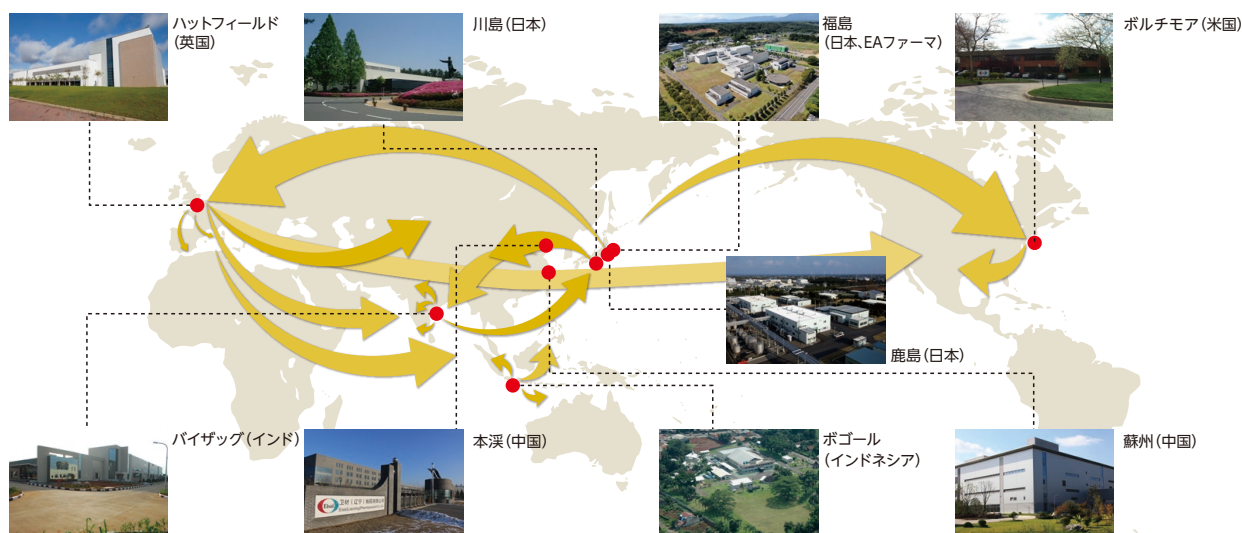 ハットフィールド
(英国)
川島(日本)
福島
(日本、EAファーマ)
ボルチモア(米国)
鹿島(日本)
バイザッグ(インド)
本渓(中国)
ボゴール
(インドネシア)
蘇州(中国)
Eisai